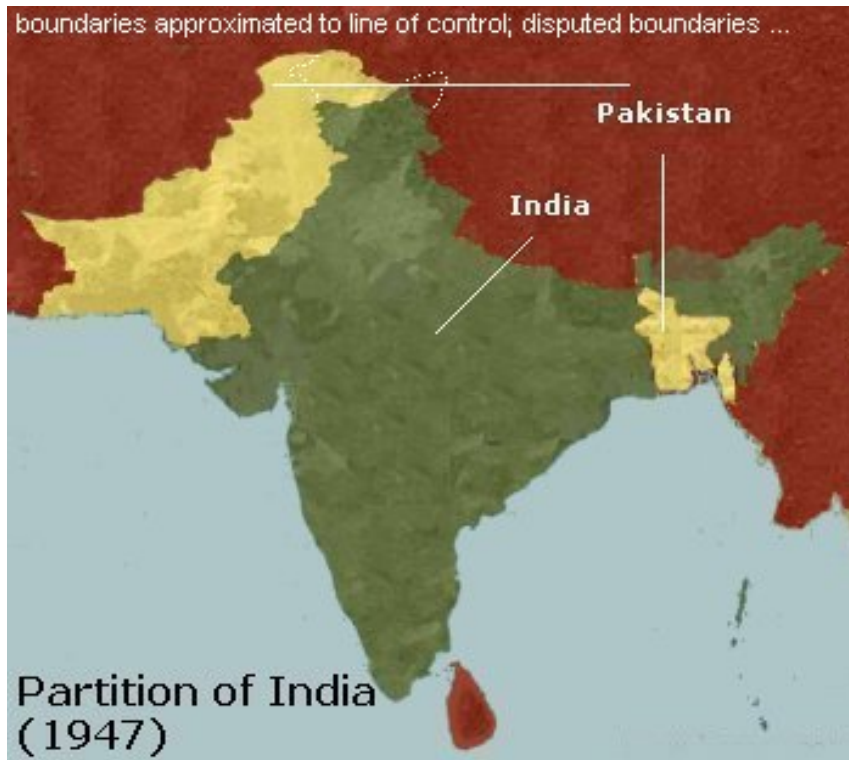 boundaries approximated to line of control; disputed boundaries ...
Pakistan
India
Partition of India
(1947)